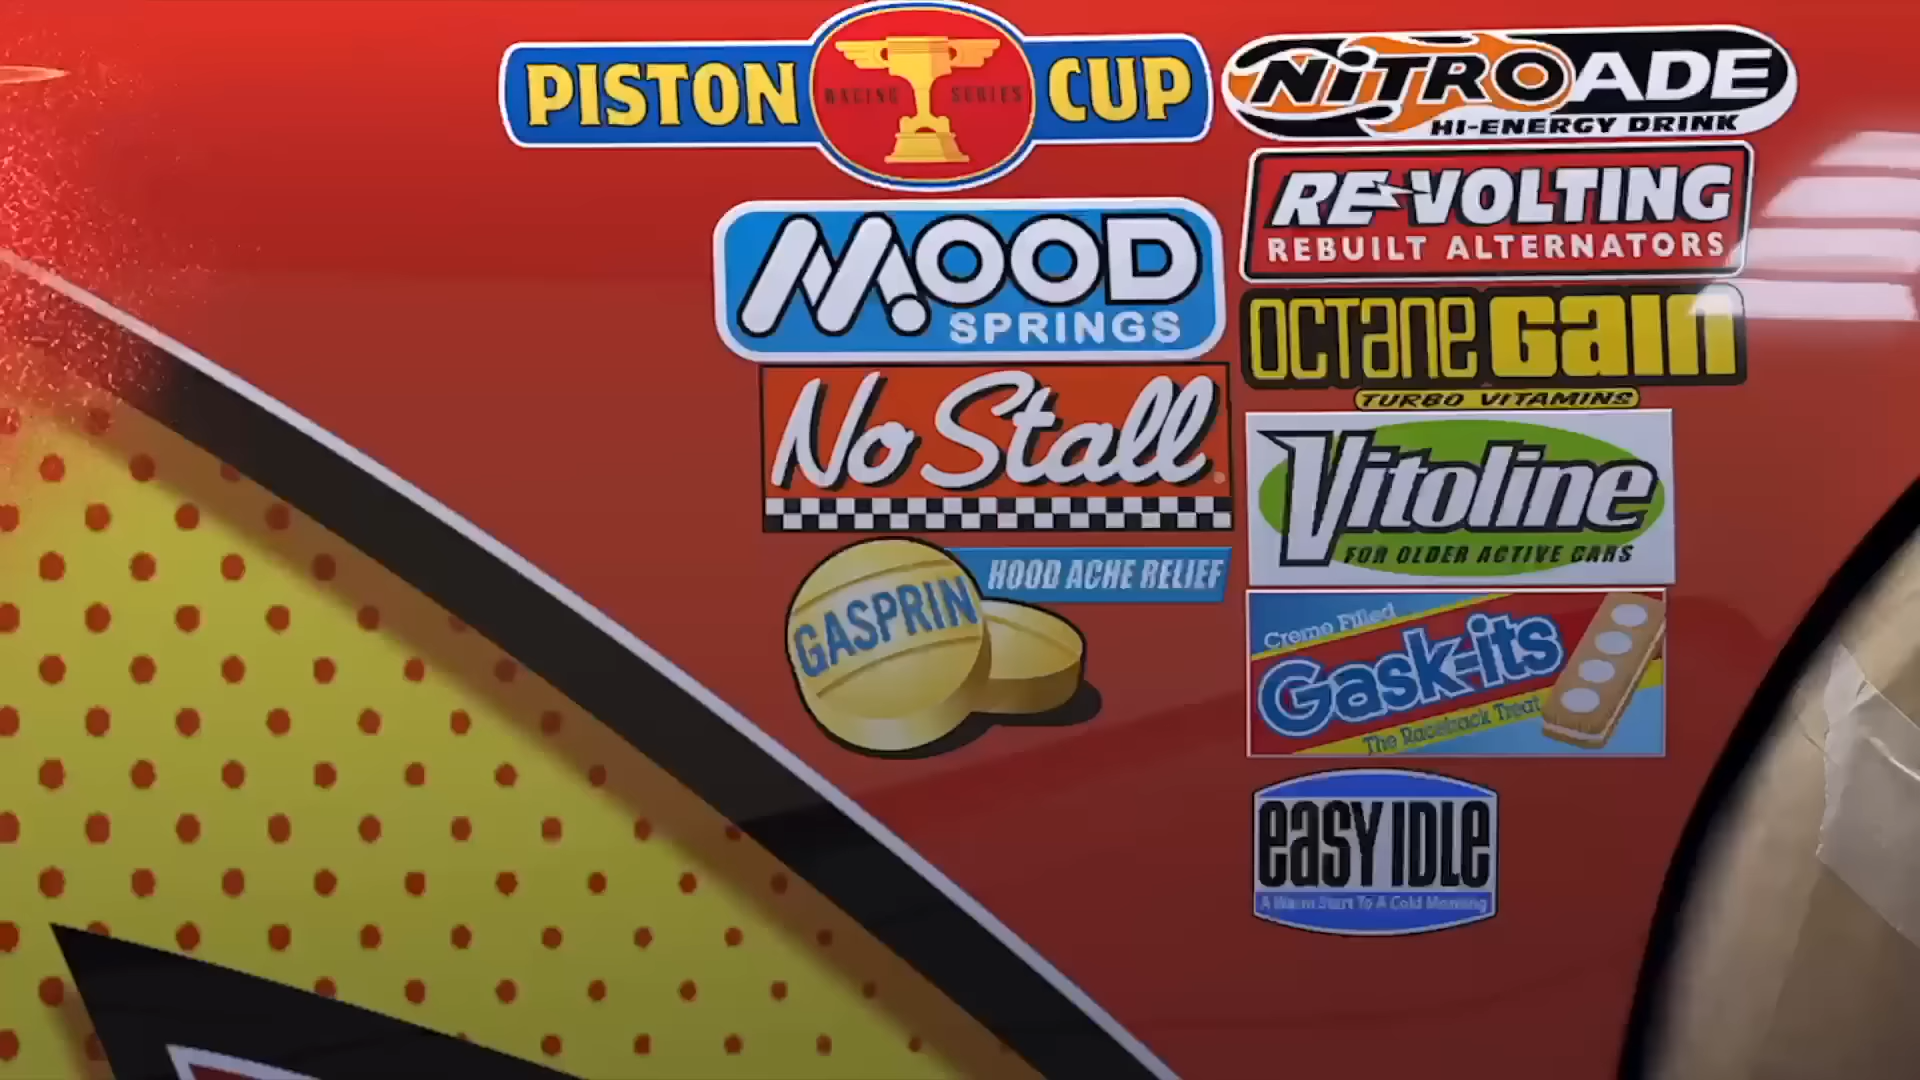 PISTON CUP
RACING SERIES
NiTROADE
HI-ENERGY DRINK
MOOD
SPRINGS
RE-VOLTING
REBUILT ALTERNATORS
OCTANE GAIN
TURBO VITAMINS
No Stall
Vitoline
FOR OLDER ACTIVE CARS
HOOD ACHE RELIEF
GASPRIN
Creme Filled
Gask-its
The Racetrack Treat
easy IDLe
A Warm Start To A Cold Morning